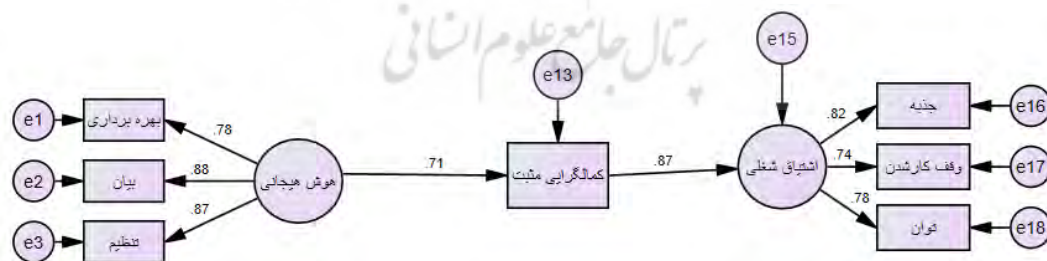 پرتال جامع علوم انسانی
e15
e13
e1
بهره برداری
.78
e2
بیان
.88
هوش هیجانی
e3
تنظیم
.87
.71
کمالگرایی مثبت
.87
اشتیاق شغلی
.82
جذبه
e16
.74
وقف کارشدن
e17
.78
توان
e18